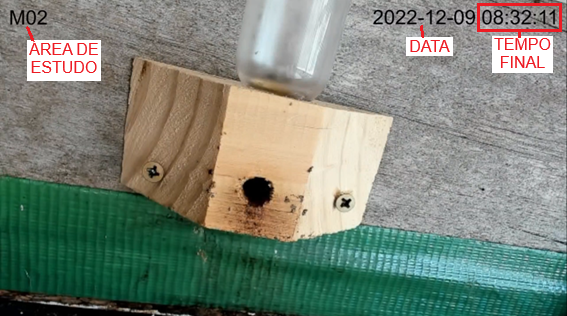 M02
2022-12-09 08:32:11
ÁREA DE
ESTUDO
DATA
TEMPO
FINAL